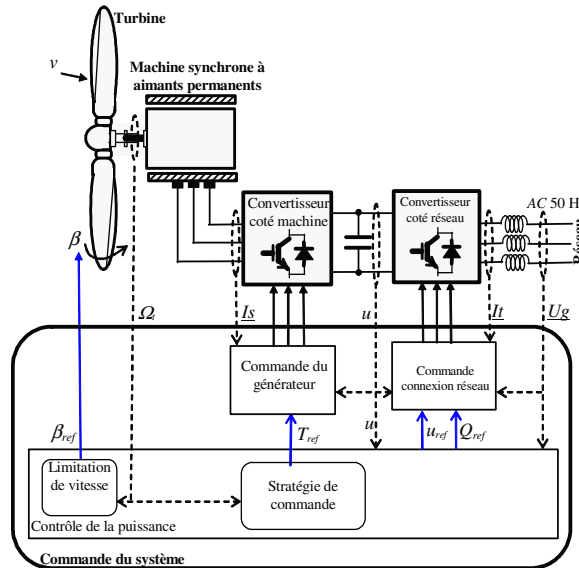 Turbine
v
Machine synchrone à
aimants permanents
Convertisseur
coté machine
Convertisseur
coté réseau
AC 50 H
β
Ω
Is
u
It
Ug
Commande du
générateur
Commande
connexion réseau
βref
Tref
u
uref
Qref
Limitation
de vitesse
Stratégie de
commande
Contrôle de la puissance
Commande du système